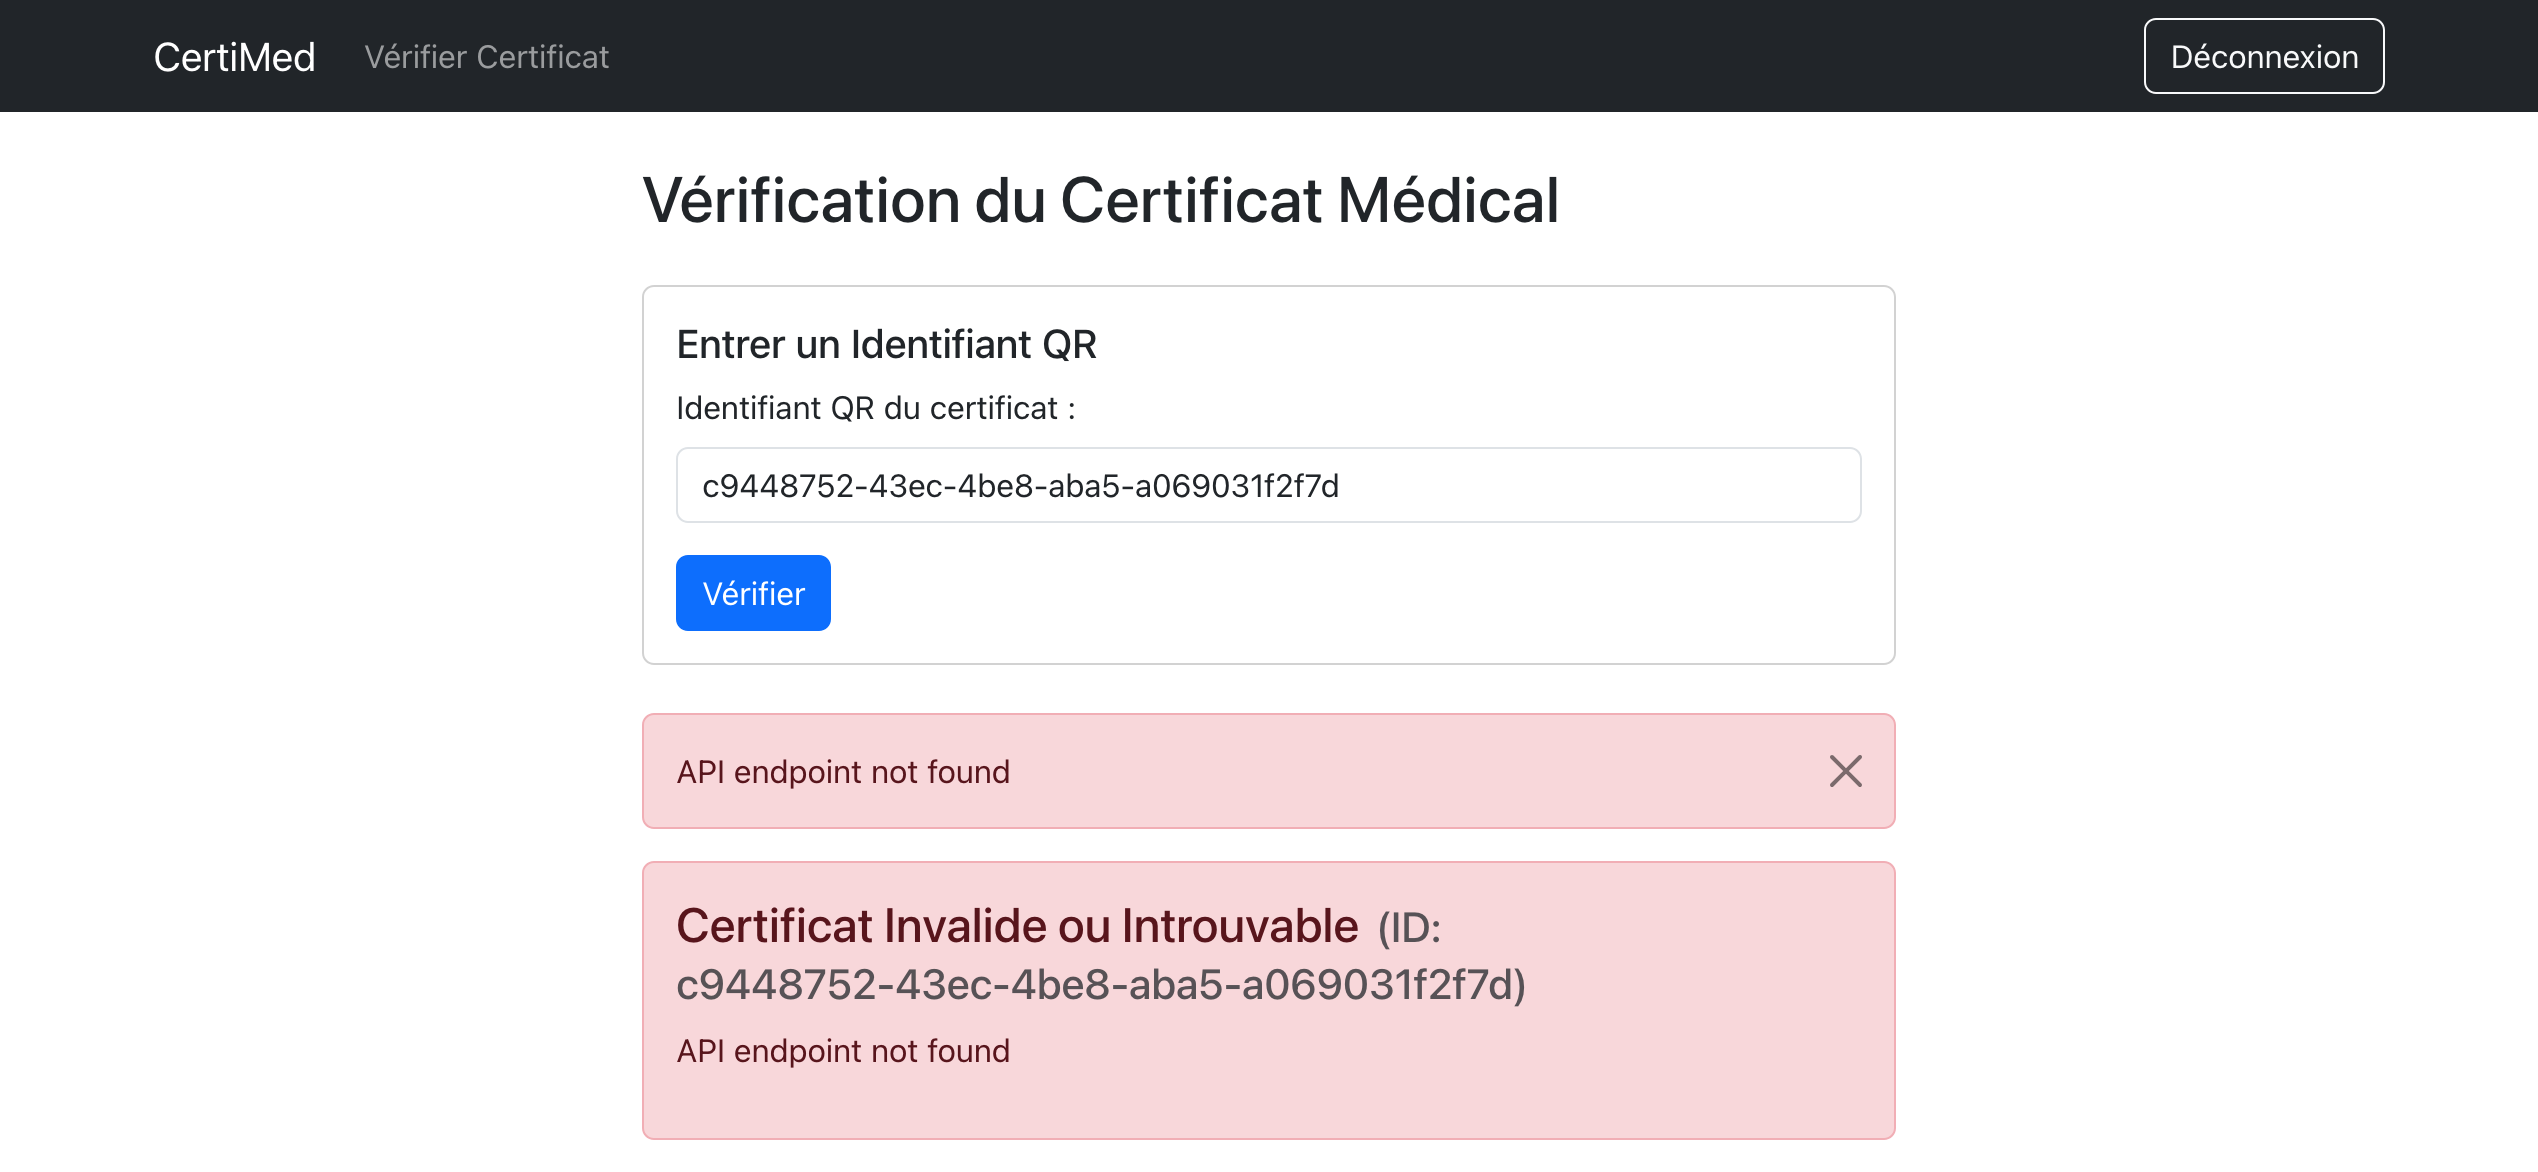 CertiMed Vérifier Certificat Déconnexion
Vérification du Certificat Médical
Entrer un Identifiant QR
Identifiant QR du certificat :
c9448752-43ec-4be8-aba5-a069031f2f7d
Vérifier
API endpoint not found
Certificat Invalide ou Introuvable (ID:
c9448752-43ec-4be8-aba5-a069031f2f7d)
API endpoint not found